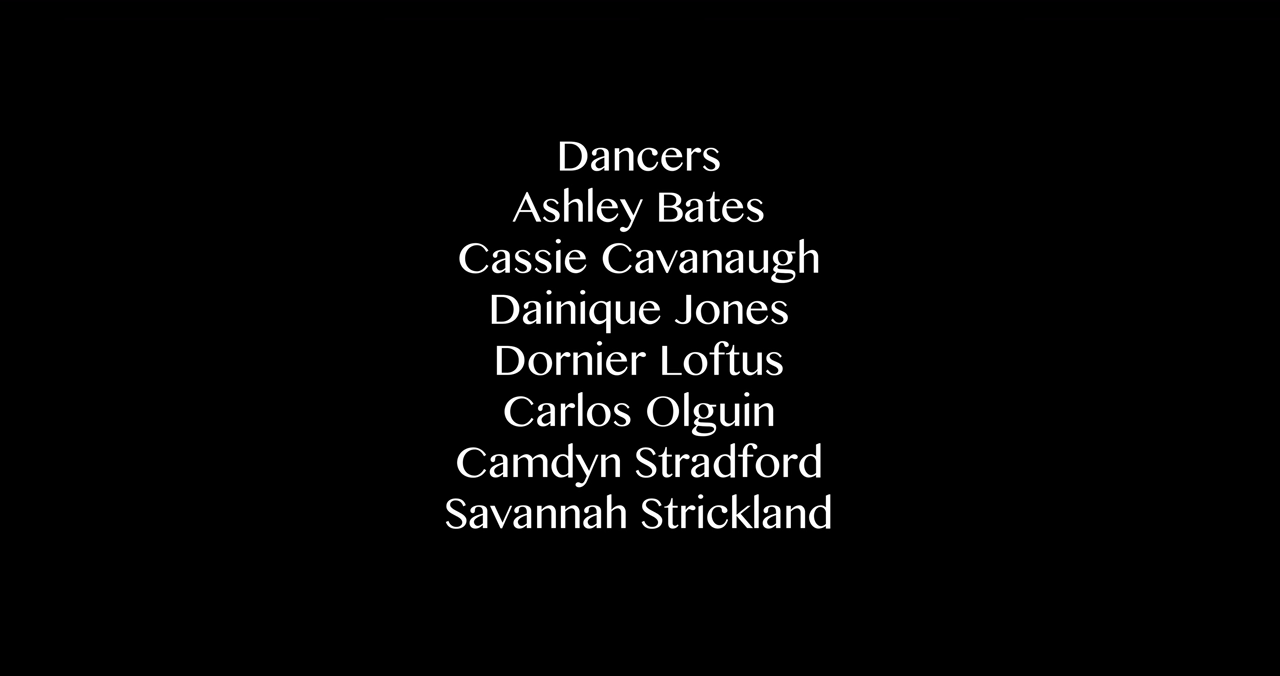 Dancers
Ashley Bates
Cassie Cavanaugh
Dainique Jones
Dornier Loftus
Carlos Olguin
Camdyn Stradford
Savannah Strickland